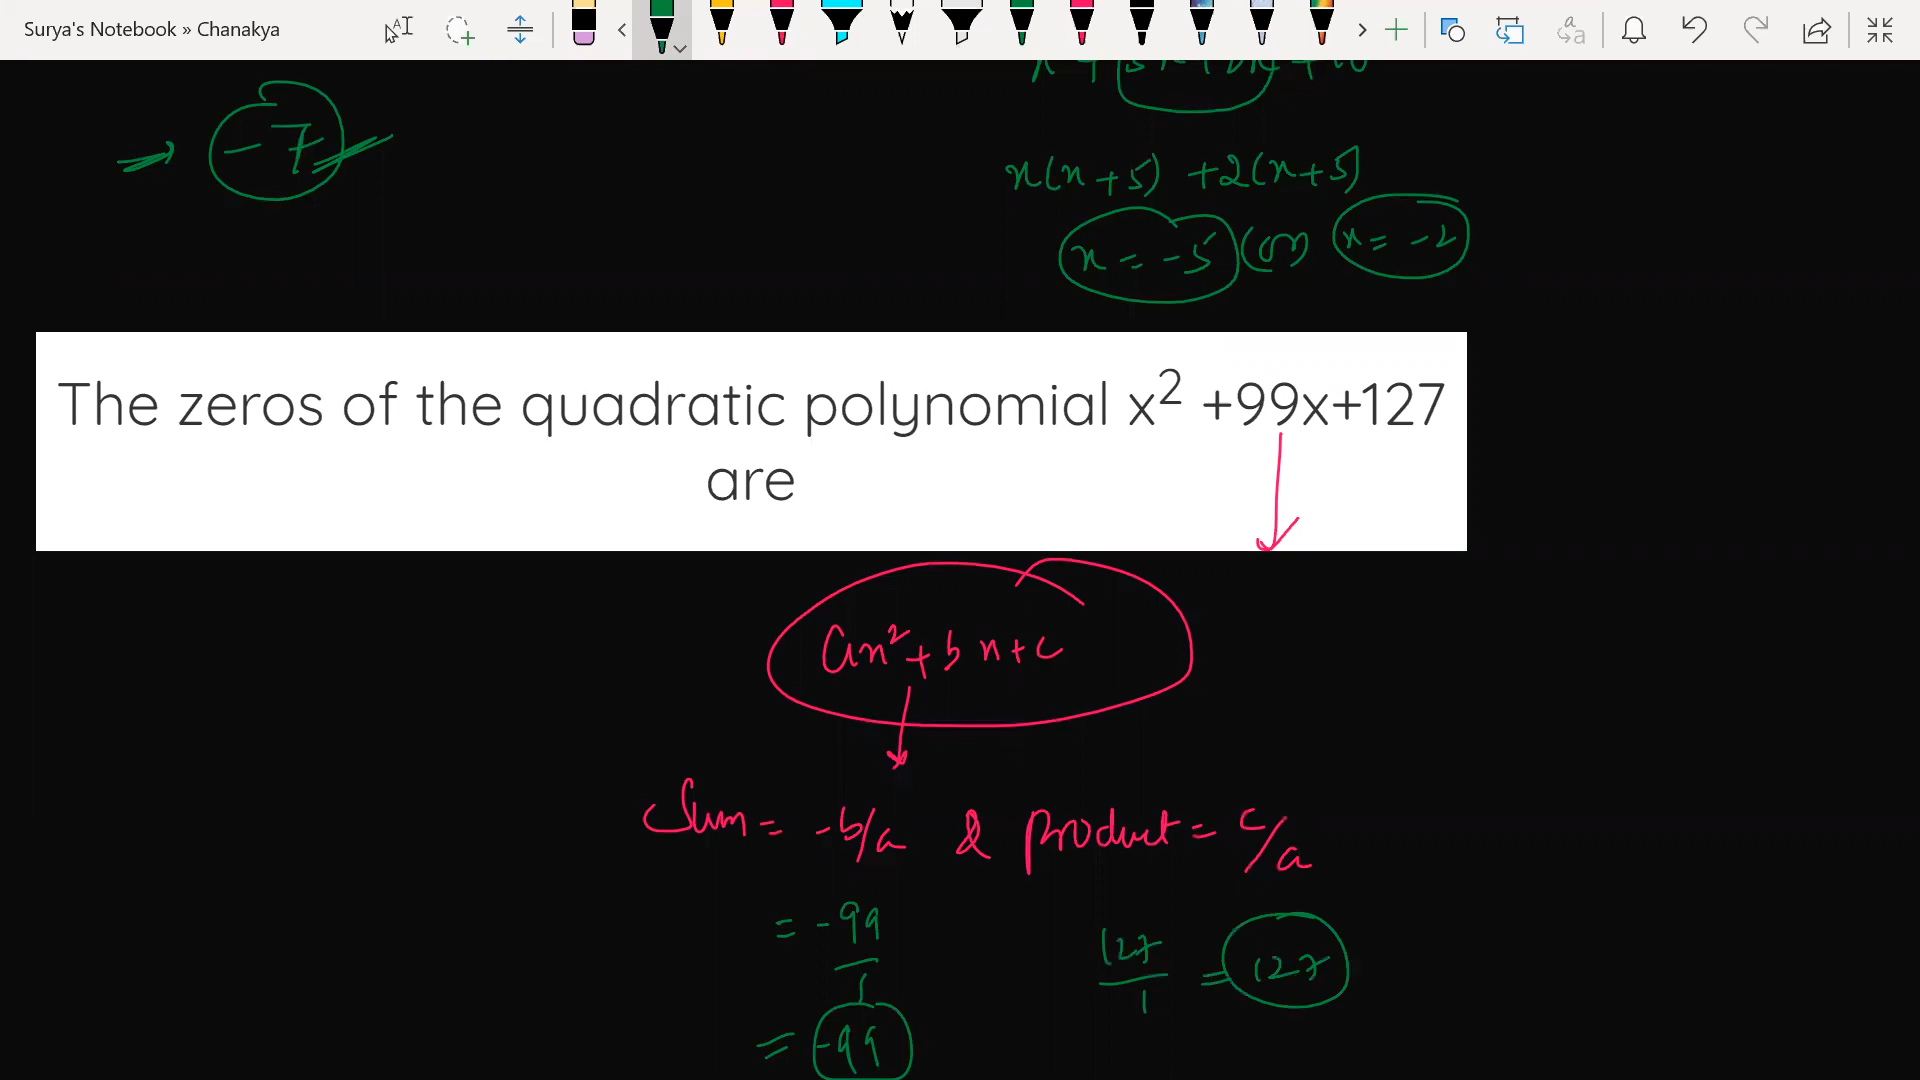 Surya's Notebook » Chanakya
⇒ -7
x(x+5) +2(x+5)
x = -5 (or) x = -2
The zeros of the quadratic polynomial x² +99x+127
are
ax²+bx+c
Sum = -b/a & product = c/a
= -99/1
127/1 = 127
= -99